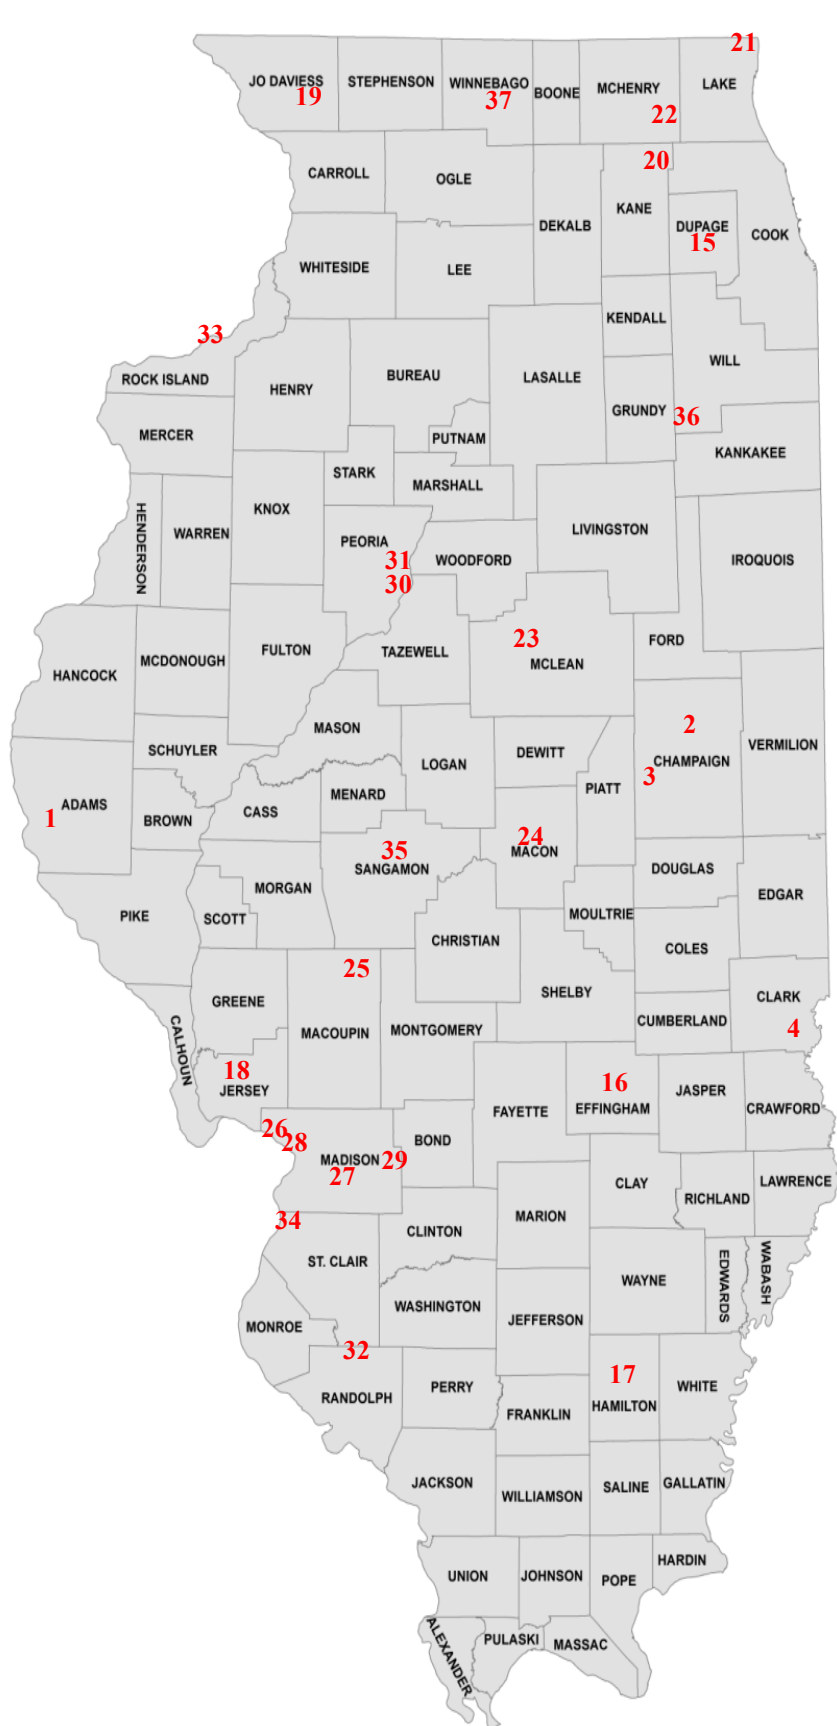 21
JO DAVIESS
STEPHENSON
WINNEBAGO
BOONE
MCHENRY
LAKE
19
37
22
20
CARROLL
OGLE
DEKALB
KANE
DUPAGE
15
COOK
WHITESIDE
LEE
33
KENDALL
ROCK ISLAND
HENRY
BUREAU
LASALLE
WILL
GRUNDY
36
MERCER
PUTNAM
KANKAKEE
STARK
MARSHALL
HENDERSON
WARREN
KNOX
PEORIA
31
30
WOODFORD
LIVINGSTON
IROQUOIS
HANCOCK
MCDONOUGH
FULTON
TAZEWELL
23
MCLEAN
FORD
SCHUYLER
MASON
LOGAN
DEWITT
PIATT
2
3
CHAMPAIGN
VERMILION
1
ADAMS
BROWN
CASS
MENARD
35
SANGAMON
24
MACON
DOUGLAS
EDGAR
PIKE
SCOTT
MORGAN
CHRISTIAN
MOULTRIE
COLES
25
GREENE
MACOUPIN
MONTGOMERY
SHELBY
CUMBERLAND
CLARK
4
CALHOUN
18
JERSEY
FAYETTE
16
EFFINGHAM
JASPER
CRAWFORD
26
28
MADISON
27
29
BOND
CLAY
RICHLAND
LAWRENCE
34
ST. CLAIR
CLINTON
MARION
WAYNE
EDWARDS
WABASH
MONROE
WASHINGTON
JEFFERSON
32
RANDOLPH
PERRY
FRANKLIN
17
HAMILTON
WHITE
JACKSON
WILLIAMSON
SALINE
GALLATIN
UNION
JOHNSON
POPE
HARDIN
ALEXANDER
PULASKI
MASSAC